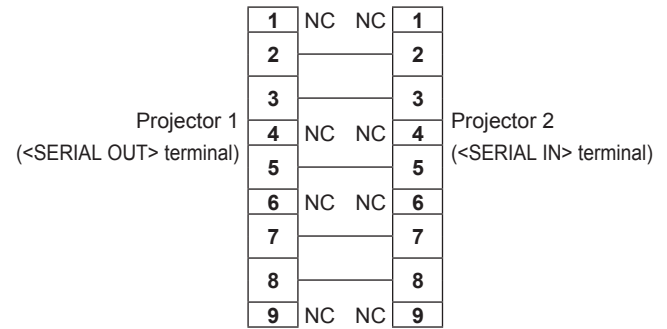 1 NC NC 1
2 2
3 3
Projector 1
(<SERIAL OUT> terminal)
4 NC NC 4
Projector 2
(<SERIAL IN> terminal)
5 5
6 NC NC 6
7 7
8 8
9 NC NC 9